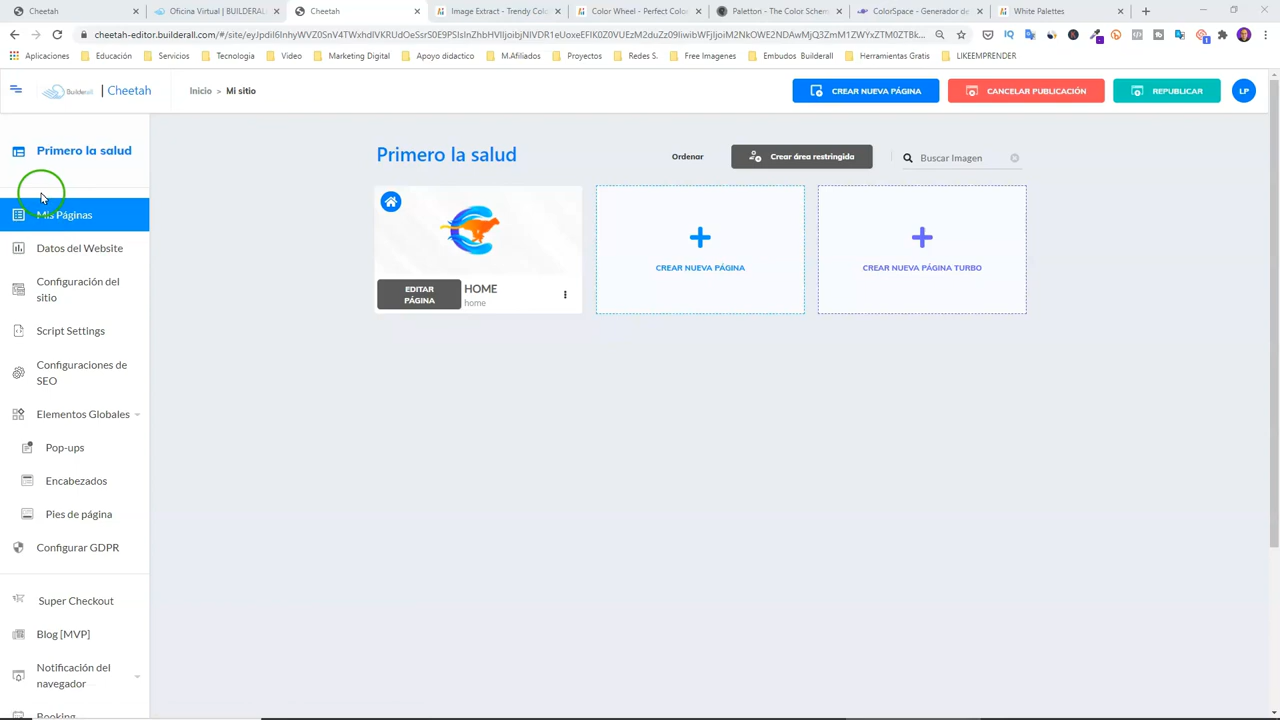 Cheetah
Oficina Virtual | BUILDERAL
Cheetah
Image Extract - Trendy Colo
Color Wheel - Perfect Color
Paletton - The Color Schem
ColorSpace - Generador de
White Palettes
Aplicaciones
Educación
Servicios
Tecnologia
Video
Marketing Digital
Apoyo didactico
M.Afiliados
Proyectos
Redes S.
Free Imagenes
Embudos Builderall
Herramientas Gratis
LIKEEMPRENDER
Builderall | Cheetah
Inicio > Mi sitio
CREAR NUEVA PÁGINA
CANCELAR PUBLICACIÓN
REPUBLICAR
LP
Primero la salud
Mis Páginas
Datos del Website
Configuración del
sitio
Script Settings
Configuraciones de
SEO
Elementos Globales
Pop-ups
Encabezados
Pies de página
Configurar GDPR
Super Checkout
Blog [MVP]
Notificación del
navegador
Booking
Primero la salud
Ordenar
Crear área restringida
Buscar Imagen
EDITAR
PÁGINA
HOME
home
CREAR NUEVA PÁGINA
CREAR NUEVA PÁGINA TURBO